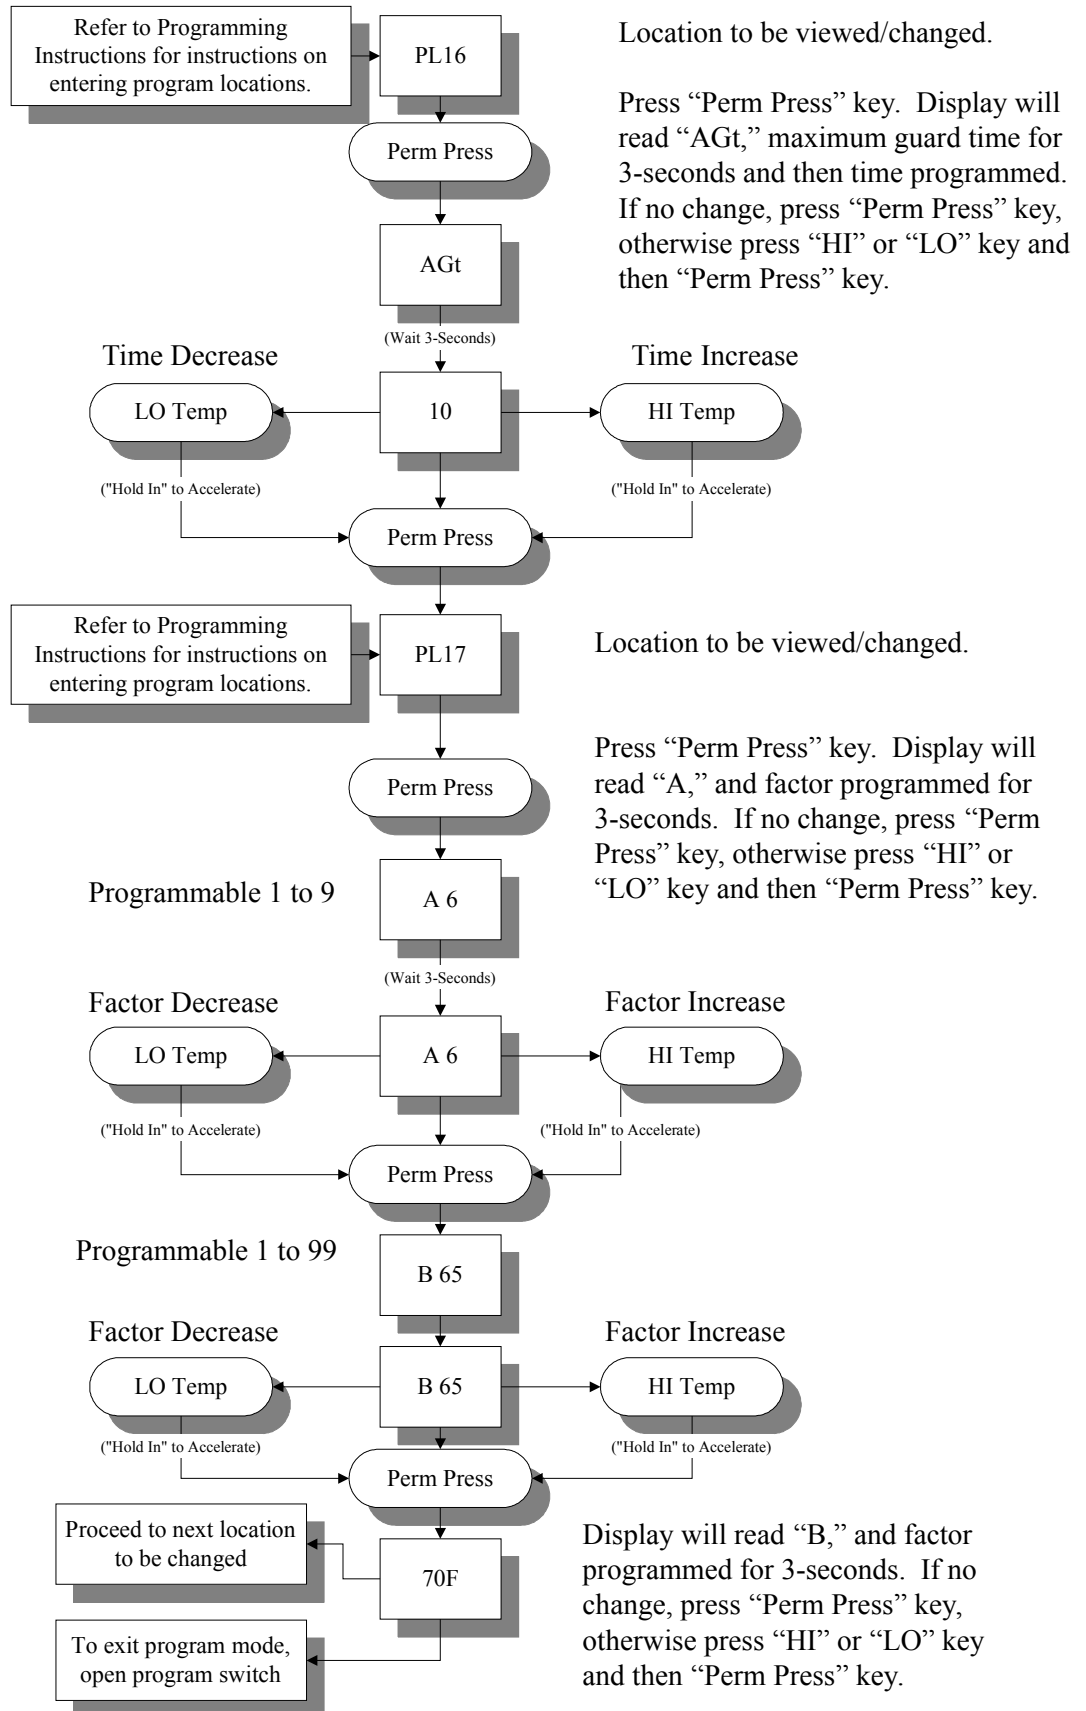 Refer to Programming
Instructions for instructions on
entering program locations.
PL16
Location to be viewed/changed.
Perm Press
Press “Perm Press” key.  Display will
read “AGt,” maximum guard time for
3-seconds and then time programmed.
If no change, press “Perm Press” key,
otherwise press “HI” or “LO” key and
then “Perm Press” key.
AGt
(Wait 3-Seconds)
Time Decrease
Time Increase
LO Temp
10
HI Temp
("Hold In" to Accelerate)
("Hold In" to Accelerate)
Perm Press
Refer to Programming
Instructions for instructions on
entering program locations.
PL17
Location to be viewed/changed.
Perm Press
Press “Perm Press” key.  Display will
read “A,” and factor programmed for
3-seconds.  If no change, press “Perm
Press” key, otherwise press “HI” or
“LO” key and then “Perm Press” key.
Programmable 1 to 9
A 6
(Wait 3-Seconds)
Factor Decrease
Factor Increase
LO Temp
A 6
HI Temp
("Hold In" to Accelerate)
("Hold In" to Accelerate)
Perm Press
Programmable 1 to 99
B 65
Factor Decrease
Factor Increase
LO Temp
B 65
HI Temp
("Hold In" to Accelerate)
("Hold In" to Accelerate)
Perm Press
Proceed to next location
to be changed
70F
Display will read “B,” and factor
programmed for 3-seconds.  If no
change, press “Perm Press” key,
otherwise press “HI” or “LO” key
and then “Perm Press” key.
To exit program mode,
open program switch